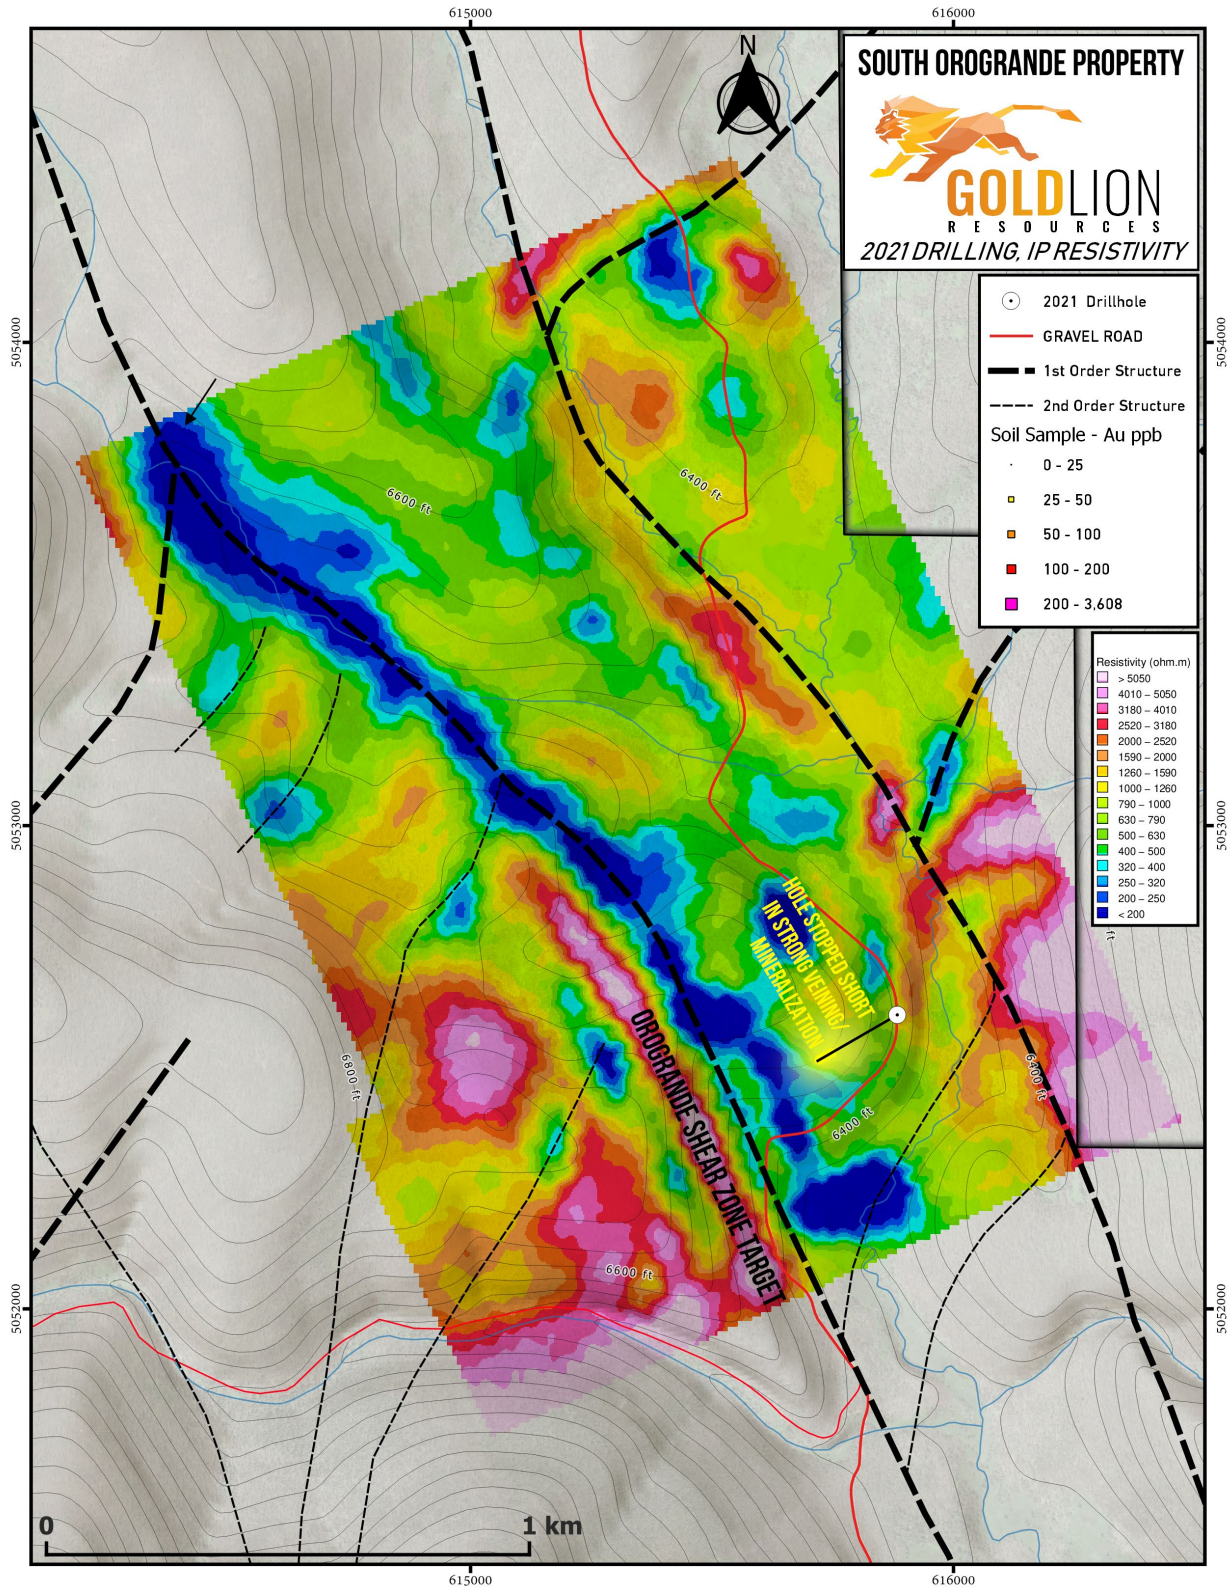 615000
616000
N
SOUTH OROGRANDE PROPERTY
GOLDLION
RESOURCES
2021 DRILLING, IP RESISTIVITY
2021 Drillhole
GRAVEL ROAD
1st Order Structure
2nd Order Structure
Soil Sample - Au ppb
0 - 25
25 - 50
50 - 100
100 - 200
200 - 3,608
Resistivity (ohm.m)
> 5050
4010 – 5050
3180 – 4010
2520 – 3180
2000 – 2520
1590 – 2000
1260 – 1590
1000 – 1260
790 – 1000
630 – 790
500 – 630
400 – 500
320 – 400
250 – 320
200 – 250
< 200
5054000
5054000
6600 ft
6400 ft
5053000
5053000
HOLE STOPPED SHORT
IN STRONG VEINING/
MINERALIZATION
ft
OROGRANDE SHEAR ZONE TARGET
6800 ft
6400 ft
6400 ft
6600 ft
5052000
5052000
0
1 km
615000
616000